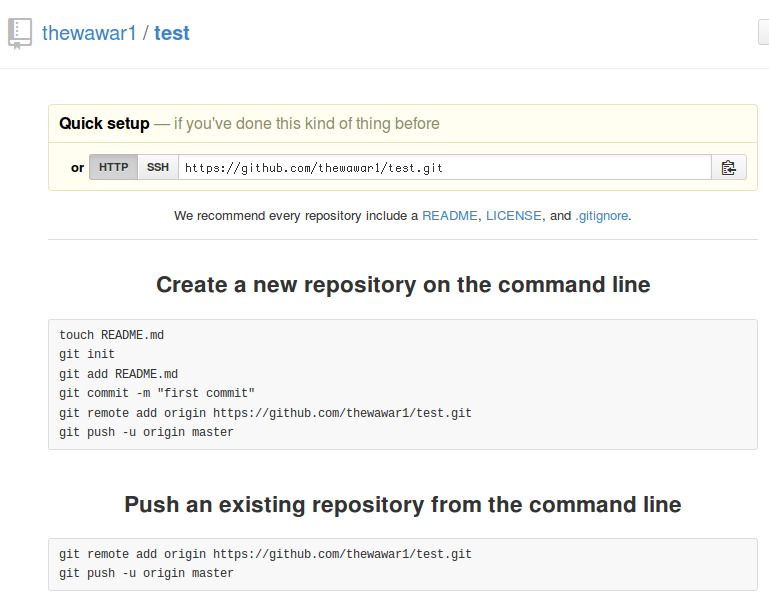 thewawar1 / test
Quick setup — if you've done this kind of thing before
or HTTP SSH https://github.com/thewawar1/test.git
We recommend every repository include a README, LICENSE, and .gitignore.
Create a new repository on the command line
touch README.md
git init
git add README.md
git commit -m "first commit"
git remote add origin https://github.com/thewawar1/test.git
git push -u origin master
Push an existing repository from the command line
git remote add origin https://github.com/thewawar1/test.git
git push -u origin master